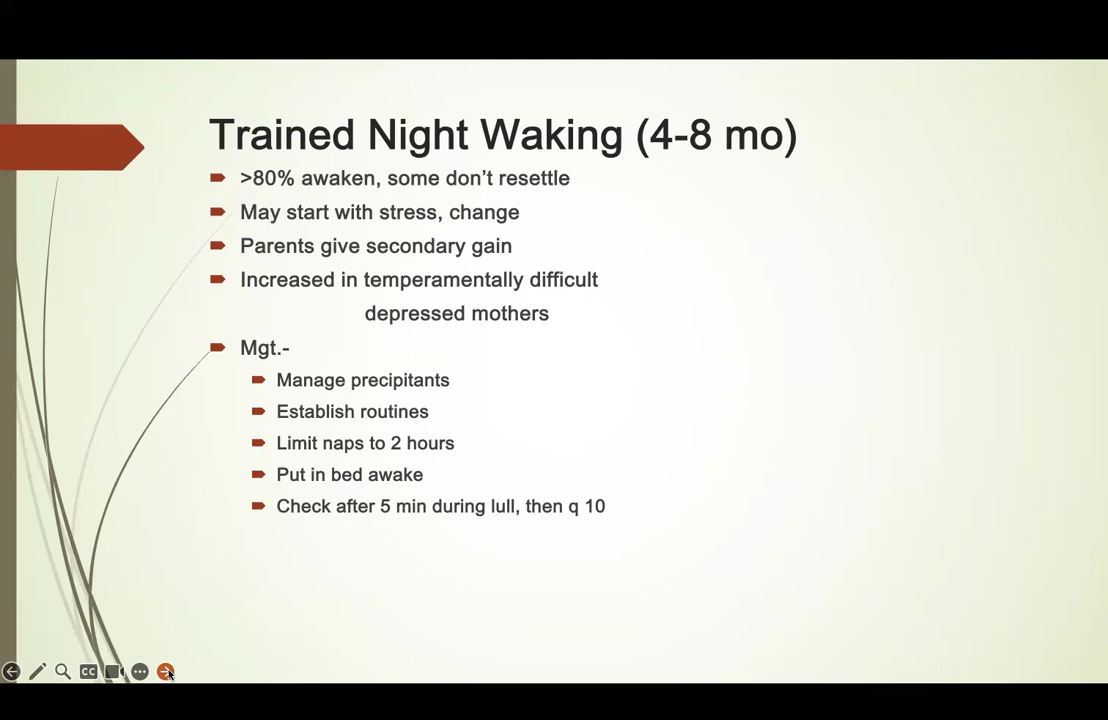 Trained Night Waking (4-8 mo)
>80% awaken, some don't resettle
May start with stress, change
Parents give secondary gain
Increased in temperamentally difficult
depressed mothers
Mgt.-
Manage precipitants
Establish routines
Limit naps to 2 hours
Put in bed awake
Check after 5 min during lull, then q 10
CC